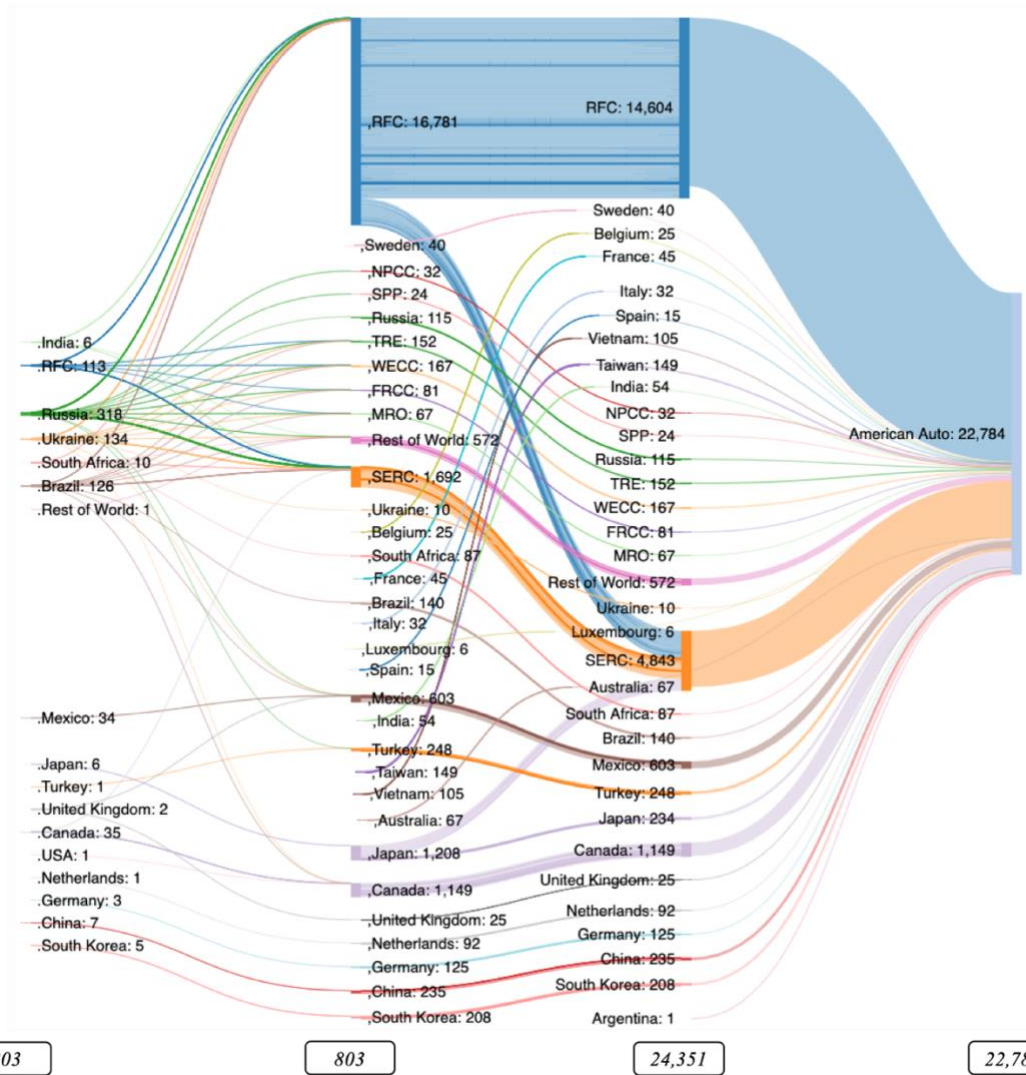 .India: 6
.RFC: 113
.Russia: 318
.Ukraine: 134
.South Africa: 10
.Brazil: 126
.Rest of World: 1
.Mexico: 34
.Japan: 6
.Turkey: 1
.United Kingdom: 2
.Canada: 35
.USA: 1
.Netherlands: 1
.Germany: 3
.China: 7
.South Korea: 5
,RFC: 16,781
,Sweden: 40
,NPCC: 32
,SPP: 24
,Russia: 115
,TRE: 152
,WECC: 167
,FRCC: 81
,MRO: 67
,Rest of World: 572
,SERC: 1,692
,Ukraine: 10
,Belgium: 25
,South Africa: 87
,France: 45
,Brazil: 140
,Italy: 32
,Luxembourg: 6
,Spain: 15
,Mexico: 603
,India: 54
,Turkey: 248
,Taiwan: 149
,Vietnam: 105
,Australia: 67
,Japan: 1,208
,Canada: 1,149
,United Kingdom: 25
,Netherlands: 92
,Germany: 125
,China: 235
,South Korea: 208
RFC: 14,604
Sweden: 40
Belgium: 25
France: 45
Italy: 32
Spain: 15
Vietnam: 105
Taiwan: 149
India: 54
NPCC: 32
SPP: 24
Russia: 115
TRE: 152
WECC: 167
FRCC: 81
MRO: 67
Rest of World: 572
Ukraine: 10
Luxembourg: 6
SERC: 4,843
Australia: 67
South Africa: 87
Brazil: 140
Mexico: 603
Turkey: 248
Japan: 234
Canada: 1,149
United Kingdom: 25
Netherlands: 92
Germany: 125
China: 235
South Korea: 208
Argentina: 1
American Auto: 22,784
803
24,351